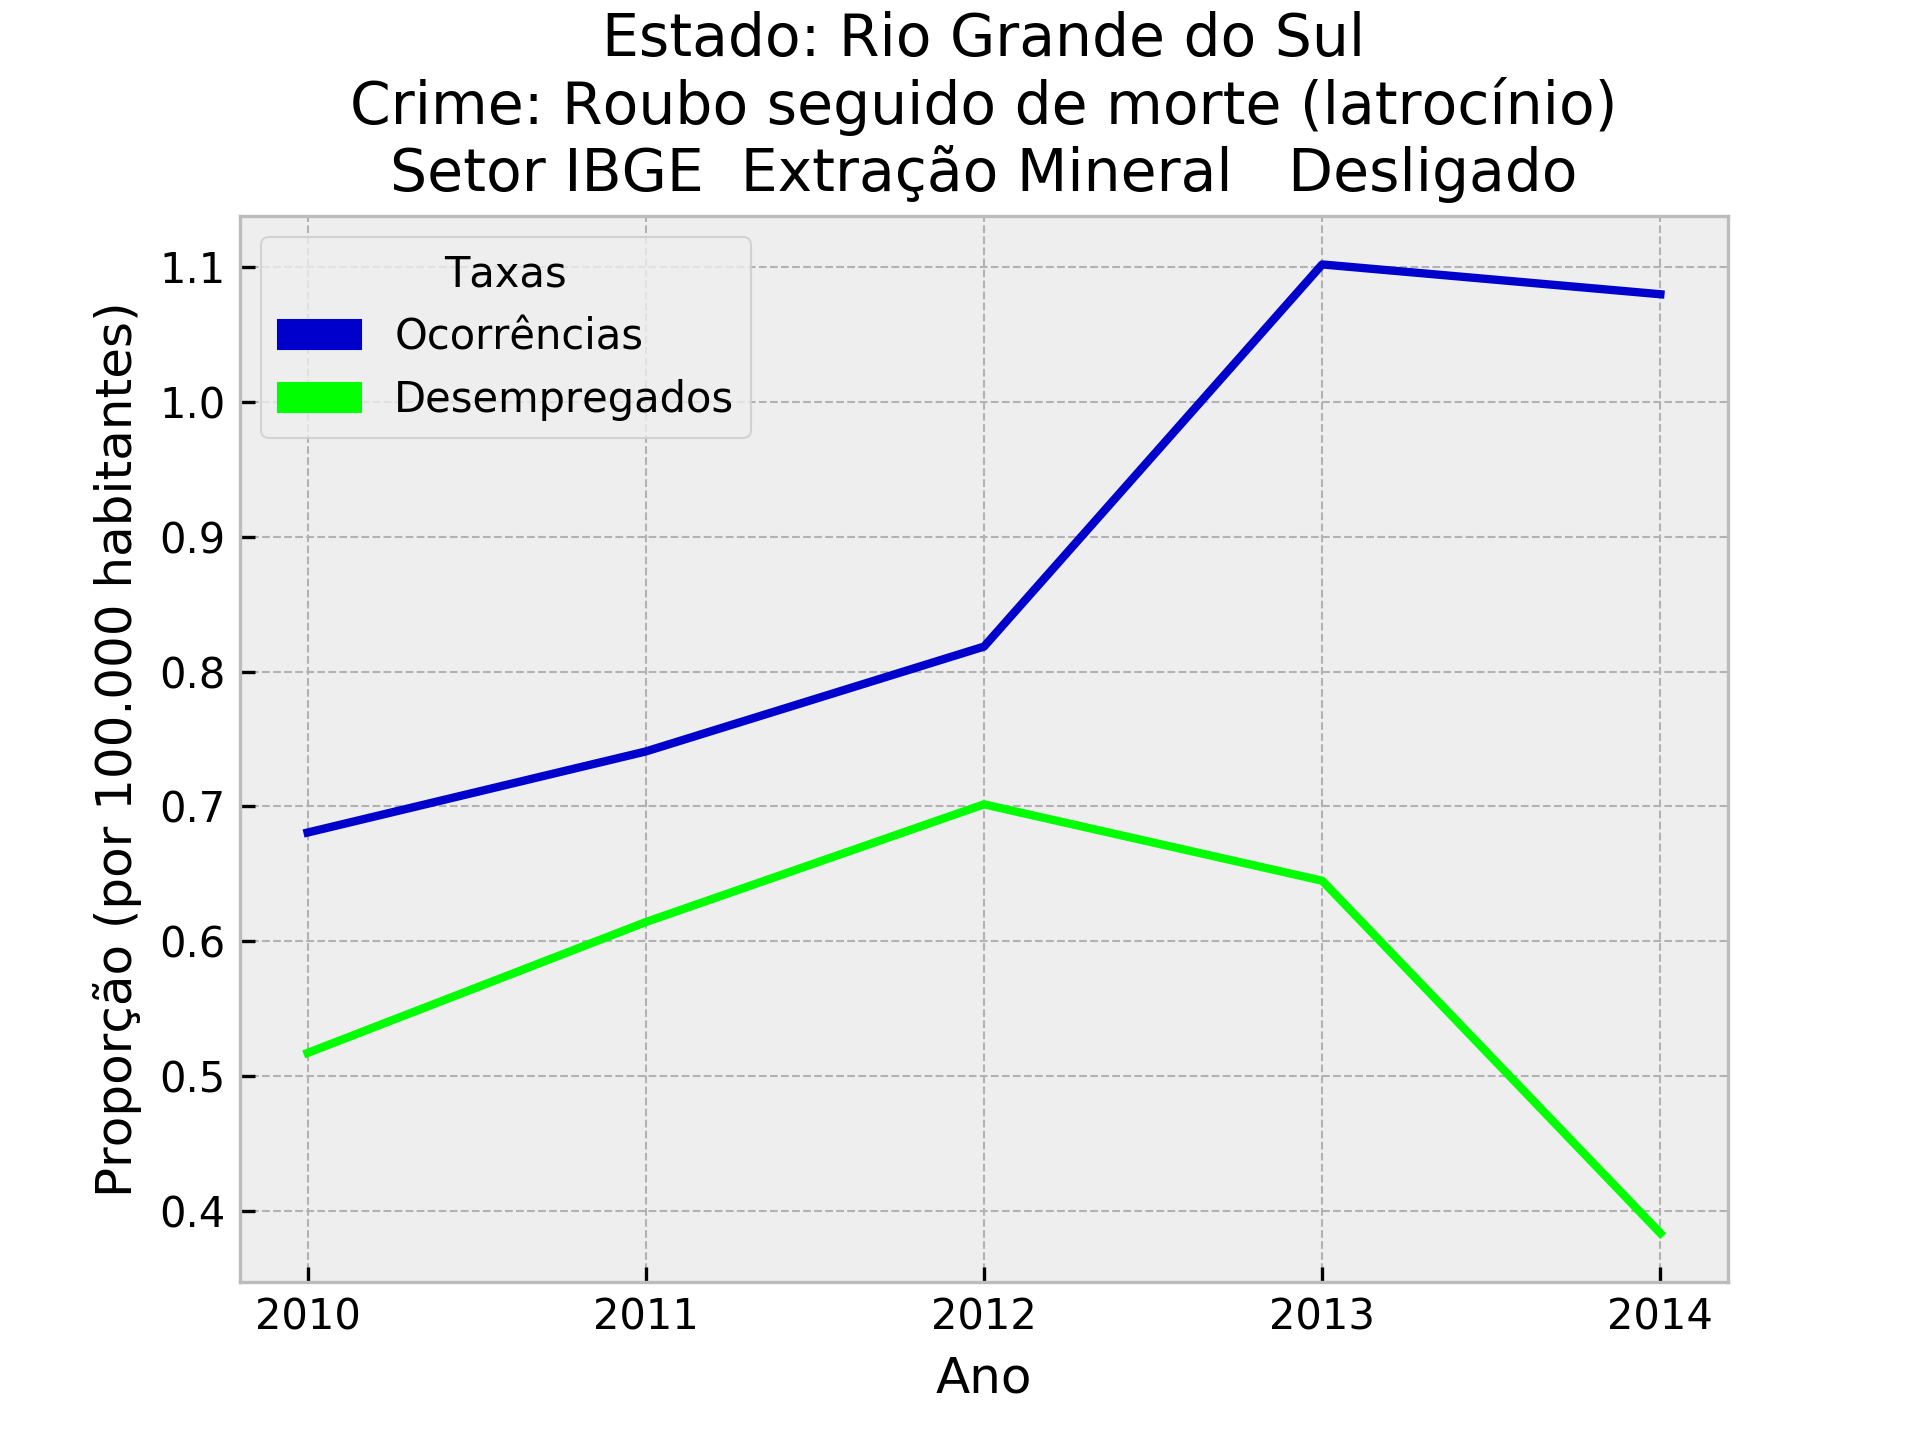 Estado: Rio Grande do Sul
Crime: Roubo seguido de morte (latrocínio)
Setor IBGE  Extração Mineral   Desligado
Taxas
Ocorrências
Desempregados
Proporção (por 100.000 habitantes)
1.1
1.0
0.9
0.8
0.7
0.6
0.5
0.4
2010 2011 2012 2013 2014
Ano